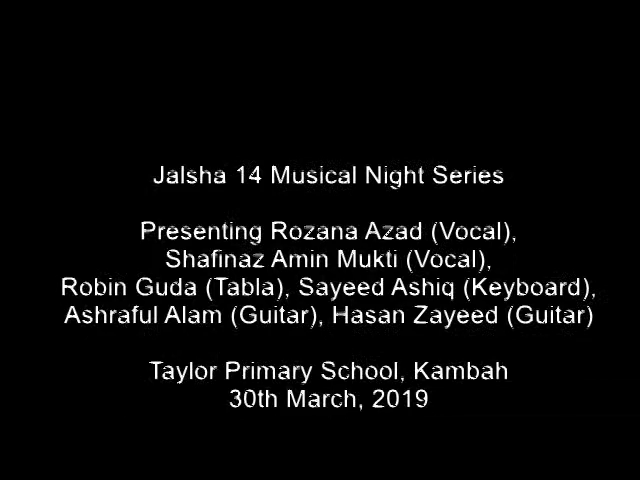 Jalsha 14 Musical Night Series
Presenting Rozana Azad (Vocal),
Shafinaz Amin Mukti (Vocal),
Robin Guda (Tabla), Sayeed Ashiq (Keyboard),
Ashraful Alam (Guitar), Hasan Zayeed (Guitar)
Taylor Primary School, Kambah
30th March, 2019